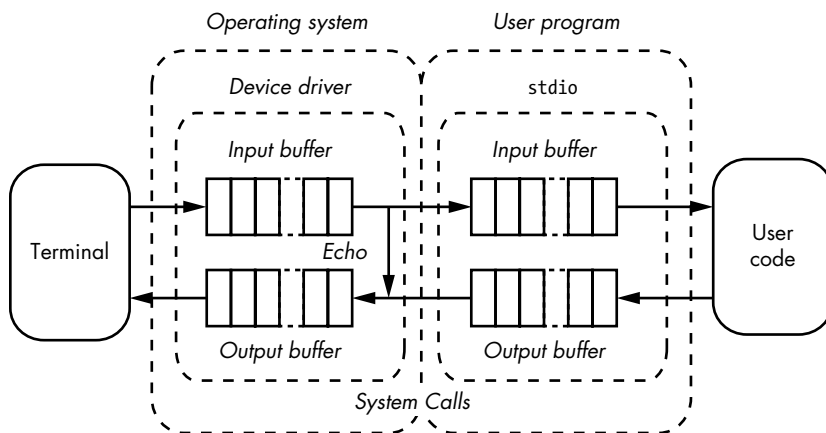 Operating system
User program
Device driver
stdio
Input buffer
Input buffer
Terminal
Echo
User
code
Output buffer
Output buffer
System Calls